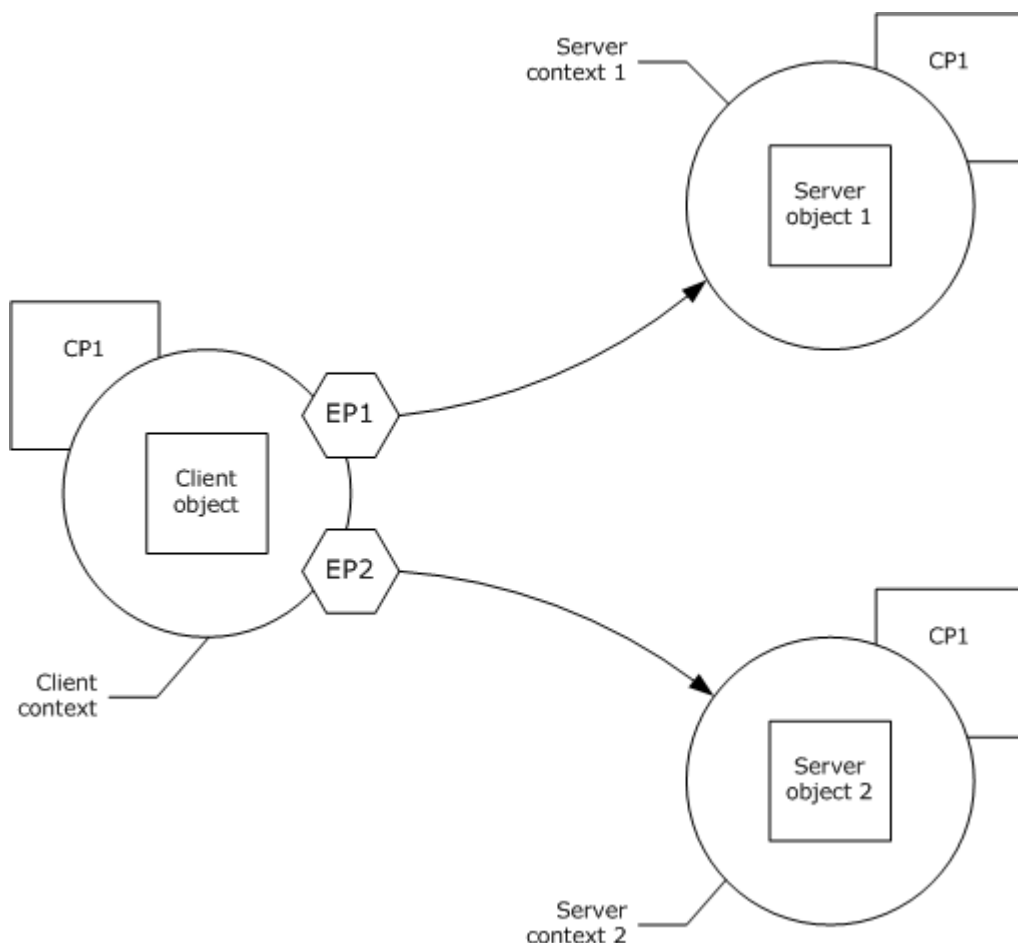 Server
context 1
CP1
Server
object 1
CP1
EP1
Client
object
EP2
CP1
Client
context
Server
object 2
Server
context 2